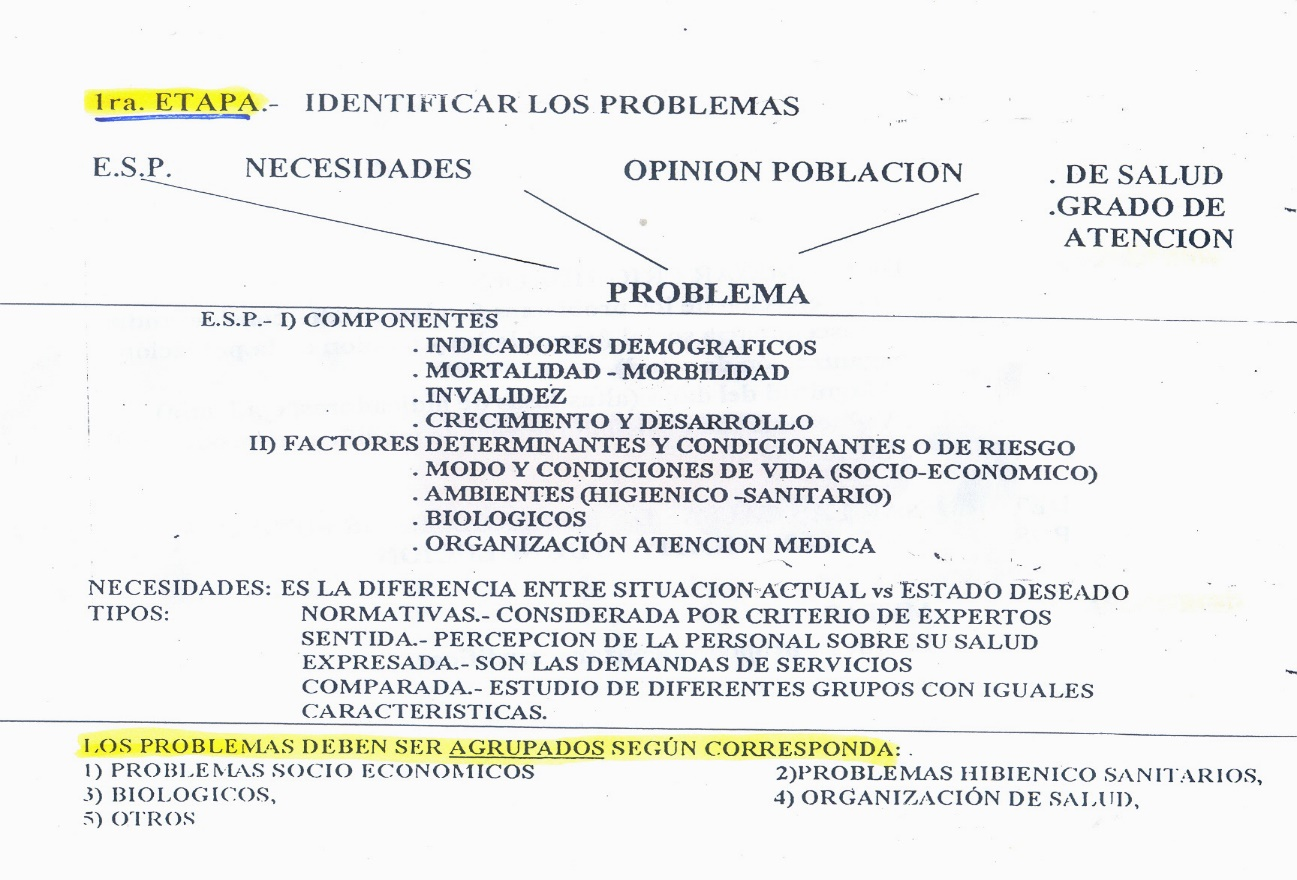 1ra. ETAPA.- IDENTIFICAR LOS PROBLEMAS
E.S.P. NECESIDADES OPINION POBLACION . DE SALUD
.GRADO DE
ATENCION
PROBLEMA
E.S.P.- I) COMPONENTES
. INDICADORES DEMOGRAFICOS
. MORTALIDAD - MORBILIDAD
. INVALIDEZ
. CRECIMIENTO Y DESARROLLO
II) FACTORES DETERMINANTES Y CONDICIONANTES O DE RIESGO
. MODO Y CONDICIONES DE VIDA (SOCIO-ECONOMICO)
. AMBIENTES (HIGIENICO -SANITARIO)
. BIOLOGICOS
. ORGANIZACIÓN ATENCION MEDICA
NECESIDADES: ES LA DIFERENCIA ENTRE SITUACION ACTUAL vs ESTADO DESEADO
TIPOS: NORMATIVAS.- CONSIDERADA POR CRITERIO DE EXPERTOS
SENTIDA.- PERCEPCION DE LA PERSONAL SOBRE SU SALUD
EXPRESADA.- SON LAS DEMANDAS DE SERVICIOS
COMPARADA.- ESTUDIO DE DIFERENTES GRUPOS CON IGUALES
CARACTERISTICAS.
LOS PROBLEMAS DEBEN SER AGRUPADOS SEGÚN CORRESPONDA:
1) PROBLEMAS SOCIO ECONOMICOS 2)PROBLEMAS HIBIENICO SANITARIOS,
3) BIOLOGICOS, 4) ORGANIZACIÓN DE SALUD,
5) OTROS